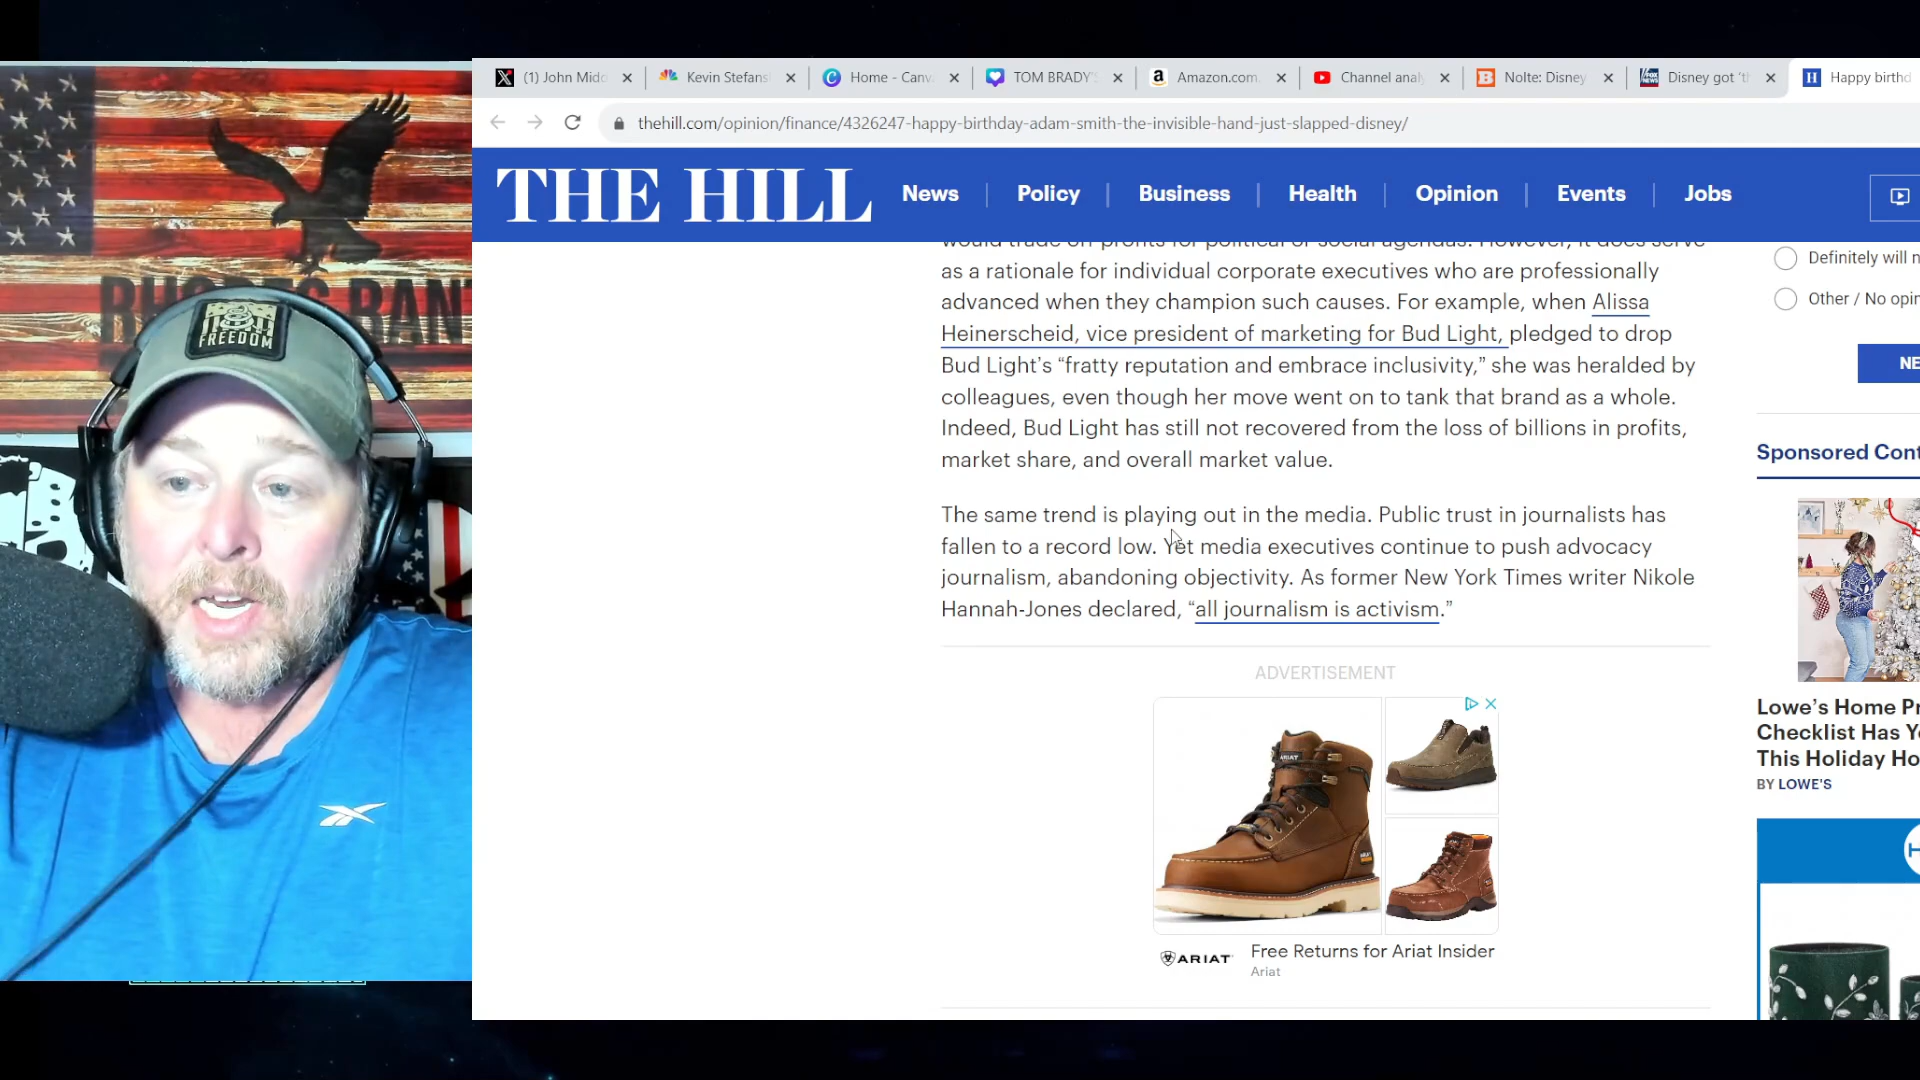 (1) John Mido
Kevin Stefans
Home - Canv
TOM BRADY'S
Amazon.com
Channel anal
Nolte: Disney
Disney got 'th
Happy birthd
thehill.com/opinion/finance/4326247-happy-birthday-adam-smith-the-invisible-hand-just-slapped-disney/
THE HILL
News
Policy
Business
Health
Opinion
Events
Jobs
FREEDOM
would trade off profits for political or social agendas. However, it does serve
as a rationale for individual corporate executives who are professionally
advanced when they champion such causes. For example, when Alissa
Heinerscheid, vice president of marketing for Bud Light, pledged to drop
Bud Light's “fratty reputation and embrace inclusivity,” she was heralded by
colleagues, even though her move went on to tank that brand as a whole.
Indeed, Bud Light has still not recovered from the loss of billions in profits,
market share, and overall market value.
The same trend is playing out in the media. Public trust in journalists has
fallen to a record low. Yet media executives continue to push advocacy
journalism, abandoning objectivity. As former New York Times writer Nikole
Hannah-Jones declared, “all journalism is activism.”
ADVERTISEMENT
ARIAT
ARIAT
Free Returns for Ariat Insider
Ariat
Definitely will n
Other / No opin
NE
Sponsored Cont
Lowe's Home Pr
Checklist Has Y
This Holiday Ho
BY LOWE'S